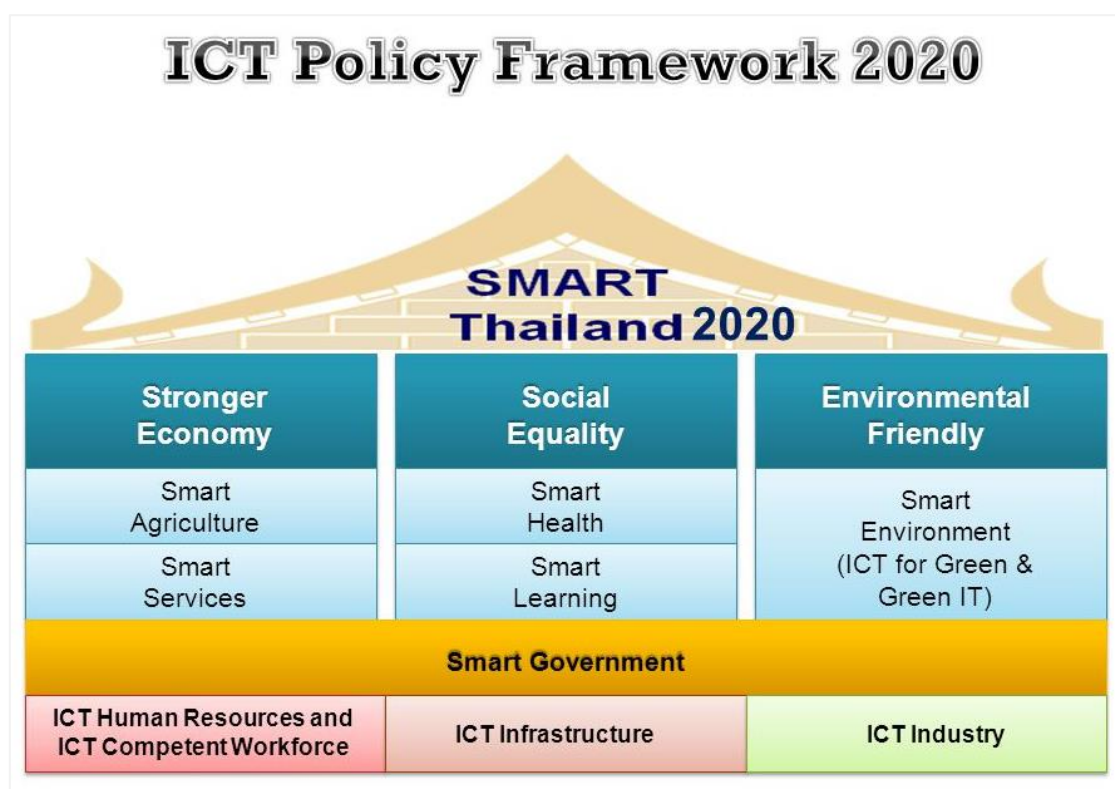 ICT Policy Framework 2020
SMART
Thailand 2020
Stronger
Economy
Smart
Agriculture
Smart
Services
Social
Equality
Smart
Health
Smart
Learning
Environmental
Friendly
Smart
Environment
(ICT for Green &
Green IT)
Smart Government
ICT Human Resources and
ICT Competent Workforce
ICT Infrastructure
ICT Industry